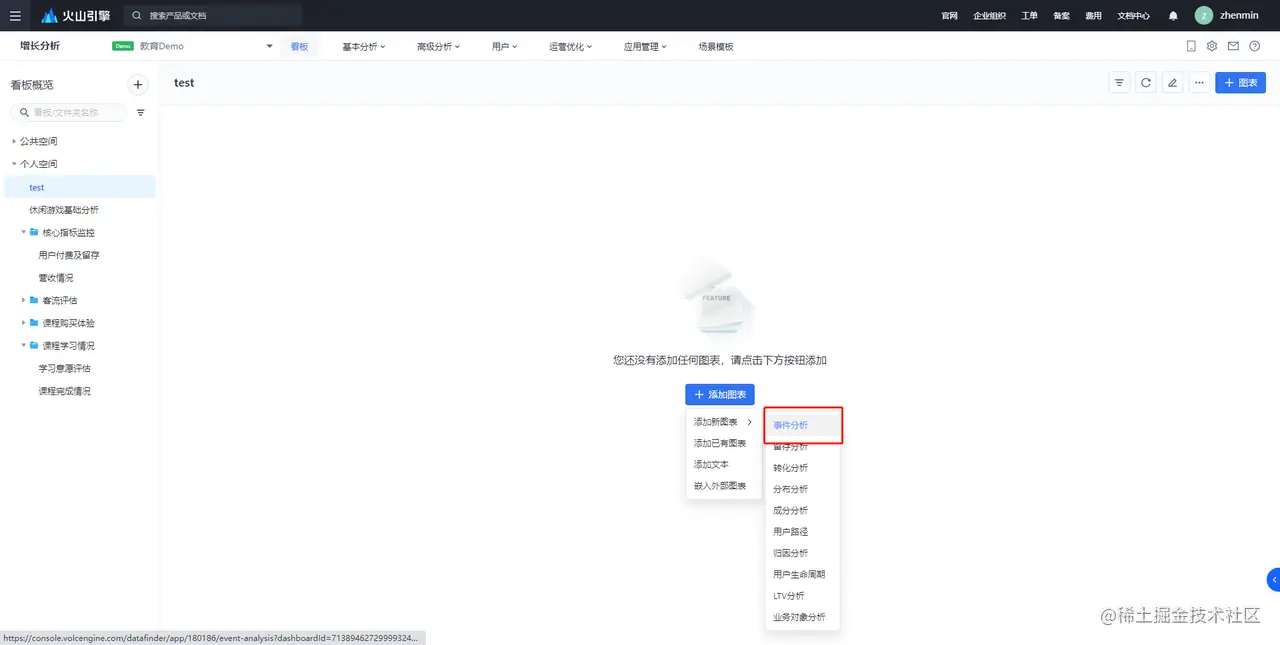 火山引擎
搜索产品或文档
官网 企业组织 工单 备案 费用 文档中心
Z zhenmin
增长分析
Demo 教育Demo
看板 基本分析 高级分析 用户 运营优化 应用管理 场景模板
看板概览
test
图表
看板/文件夹名称
公共空间
个人空间
test
休闲游戏基础分析
核心指标监控
用户付费及留存
营收情况
客流评估
课程购买体验
课程学习情况
学习意愿评估
课程完成情况
FEATURE
您还没有添加任何图表，请点击下方按钮添加
添加图表
添加新图表
添加已有图表
添加文本
嵌入外部图表
事件分析
留存分析
转化分析
分布分析
成分分析
用户路径
归因分析
用户生命周期
LTV分析
业务对象分析
@稀土掘金技术社区
https://console.volcengine.com/datafinder/app/180186/event-analysis?dashboardId=71389462729999324...